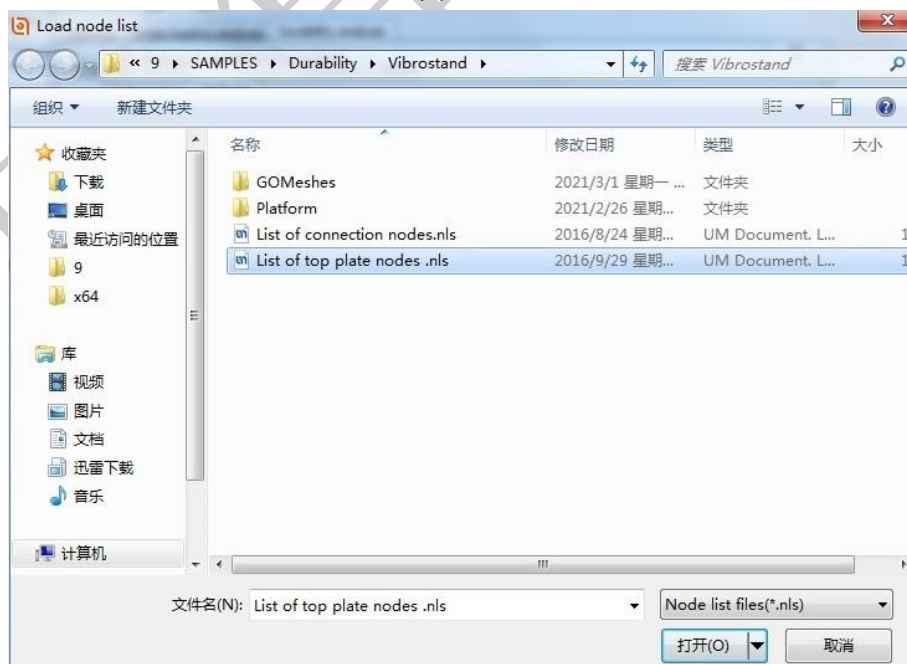 Load node list
« 9 ▸ SAMPLES ▸ Durability ▸ Vibrostand ▸
搜索 Vibrostand
组织 ▼ 新建文件夹
名称 修改日期 类型 大小
收藏夹
下载
桌面
最近访问的位置
9
x64
库
视频
图片
文档
迅雷下载
音乐
计算机
GOMeshes 2021/3/1 星期一 ... 文件夹
Platform 2021/2/26 星期... 文件夹
List of connection nodes.nls 2016/8/24 星期... UM Document. L... 1
List of top plate nodes .nls 2016/9/29 星期... UM Document. L... 1
文件名(N): List of top plate nodes .nls Node list files(*.nls)
打开(O) 取消